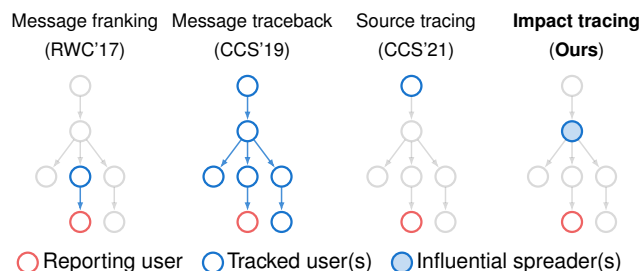 Message franking Message traceback Source tracing Impact tracing
(RWC'17) (CCS'19) (CCS'21) (Ours)
Reporting user Tracked user(s) Influential spreader(s)